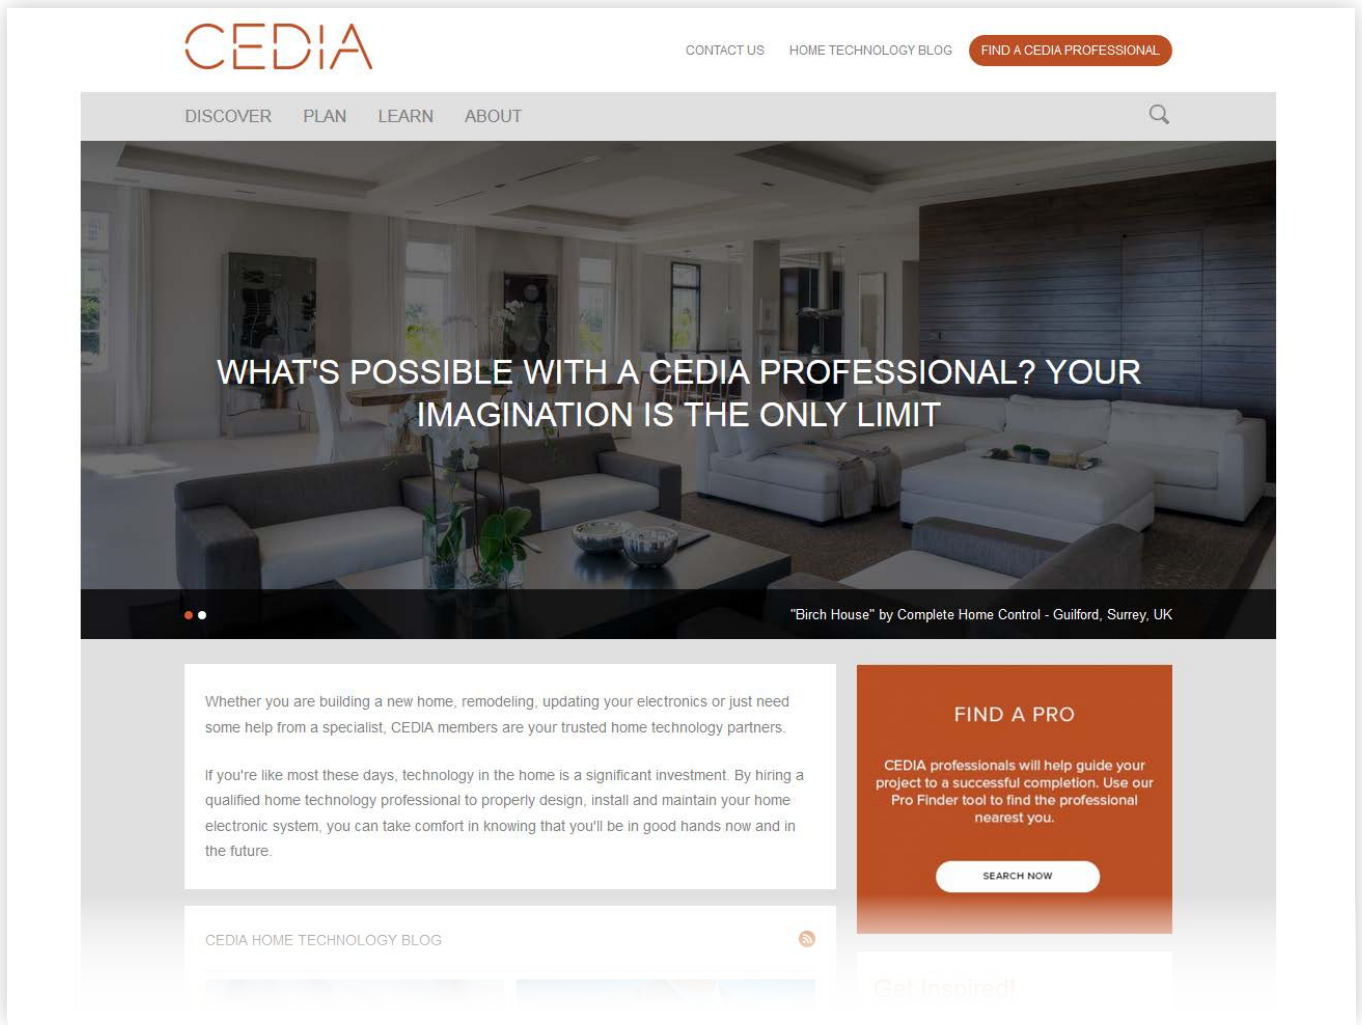 CEDIA
CONTACT US HOME TECHNOLOGY BLOG FIND A CEDIA PROFESSIONAL
DISCOVER PLAN LEARN ABOUT
WHAT'S POSSIBLE WITH A CEDIA PROFESSIONAL? YOUR
IMAGINATION IS THE ONLY LIMIT
"Birch House" by Complete Home Control - Guilford, Surrey, UK
Whether you are building a new home, remodeling, updating your electronics or just need
some help from a specialist, CEDIA members are your trusted home technology partners.
If you're like most these days, technology in the home is a significant investment. By hiring a
qualified home technology professional to properly design, install and maintain your home
electronic system, you can take comfort in knowing that you'll be in good hands now and in
the future.
FIND A PRO
CEDIA professionals will help guide your
project to a successful completion. Use our
Pro Finder tool to find the professional
nearest you.
SEARCH NOW
CEDIA HOME TECHNOLOGY BLOG
Get Inspired!